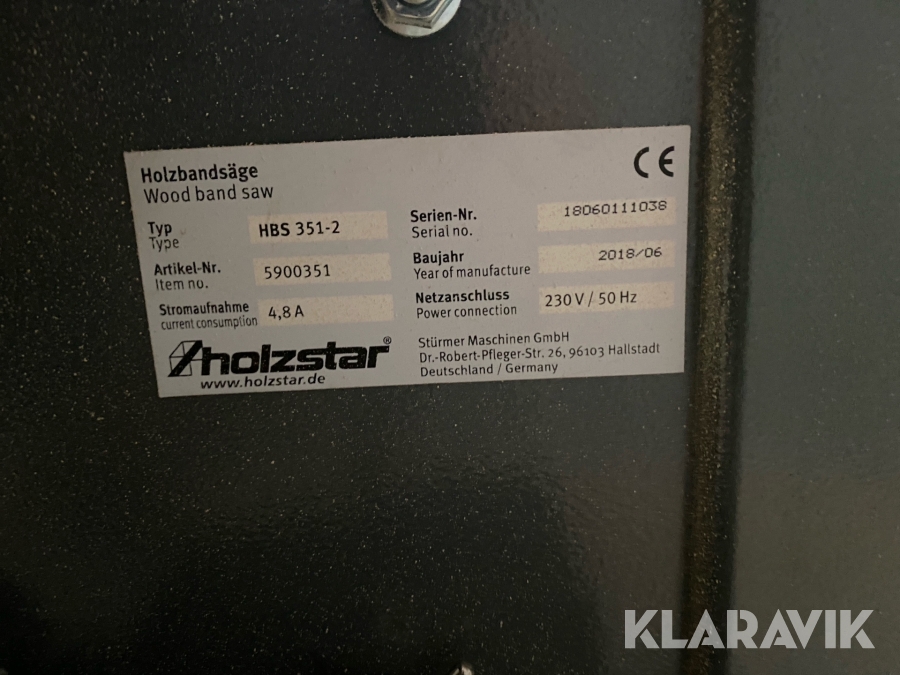 Holzbandsäge
Wood band saw
CE
Typ
Type
HBS 351-2
Artikel-Nr.
Item no.
5900351
Stromaufnahme
current consumption
4,8 A
Serien-Nr.
Serial no.
18060111038
Baujahr
Year of manufacture
2018/06
Netzanschluss
Power connection
230 V / 50 Hz
holzstar®
www.holzstar.de
Stürmer Maschinen GmbH
Dr.-Robert-Pfleger-Str. 26, 96103 Hallstadt
Deutschland / Germany
KLARAVIK